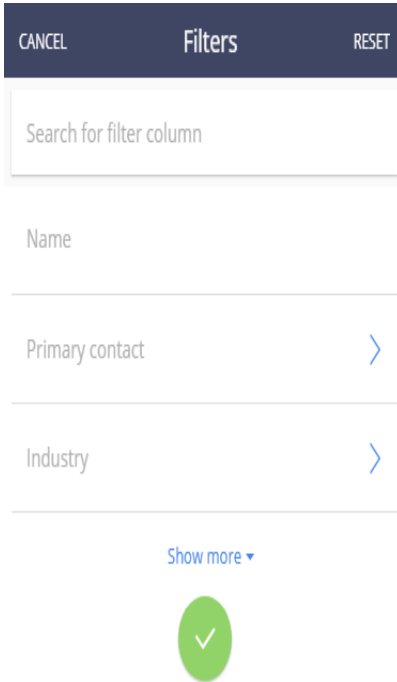 CANCEL Filters RESET
Search for filter column
Name
Primary contact
Industry
Show more